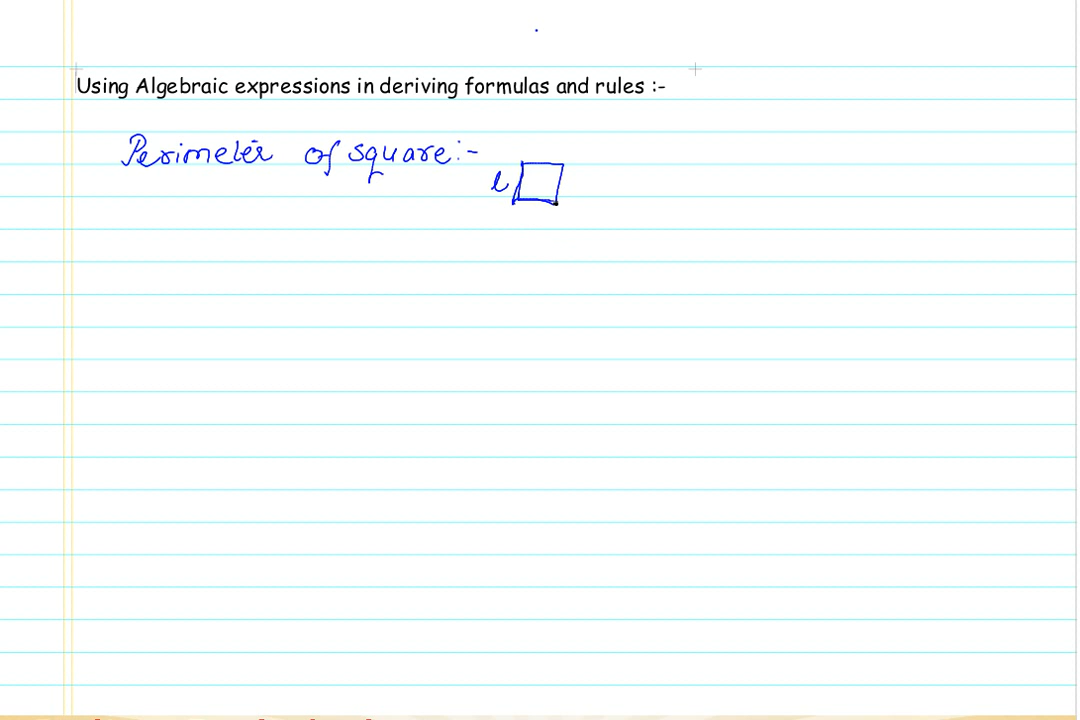 Using Algebraic expressions in deriving formulas and rules :-
Perimeter of square:-
l